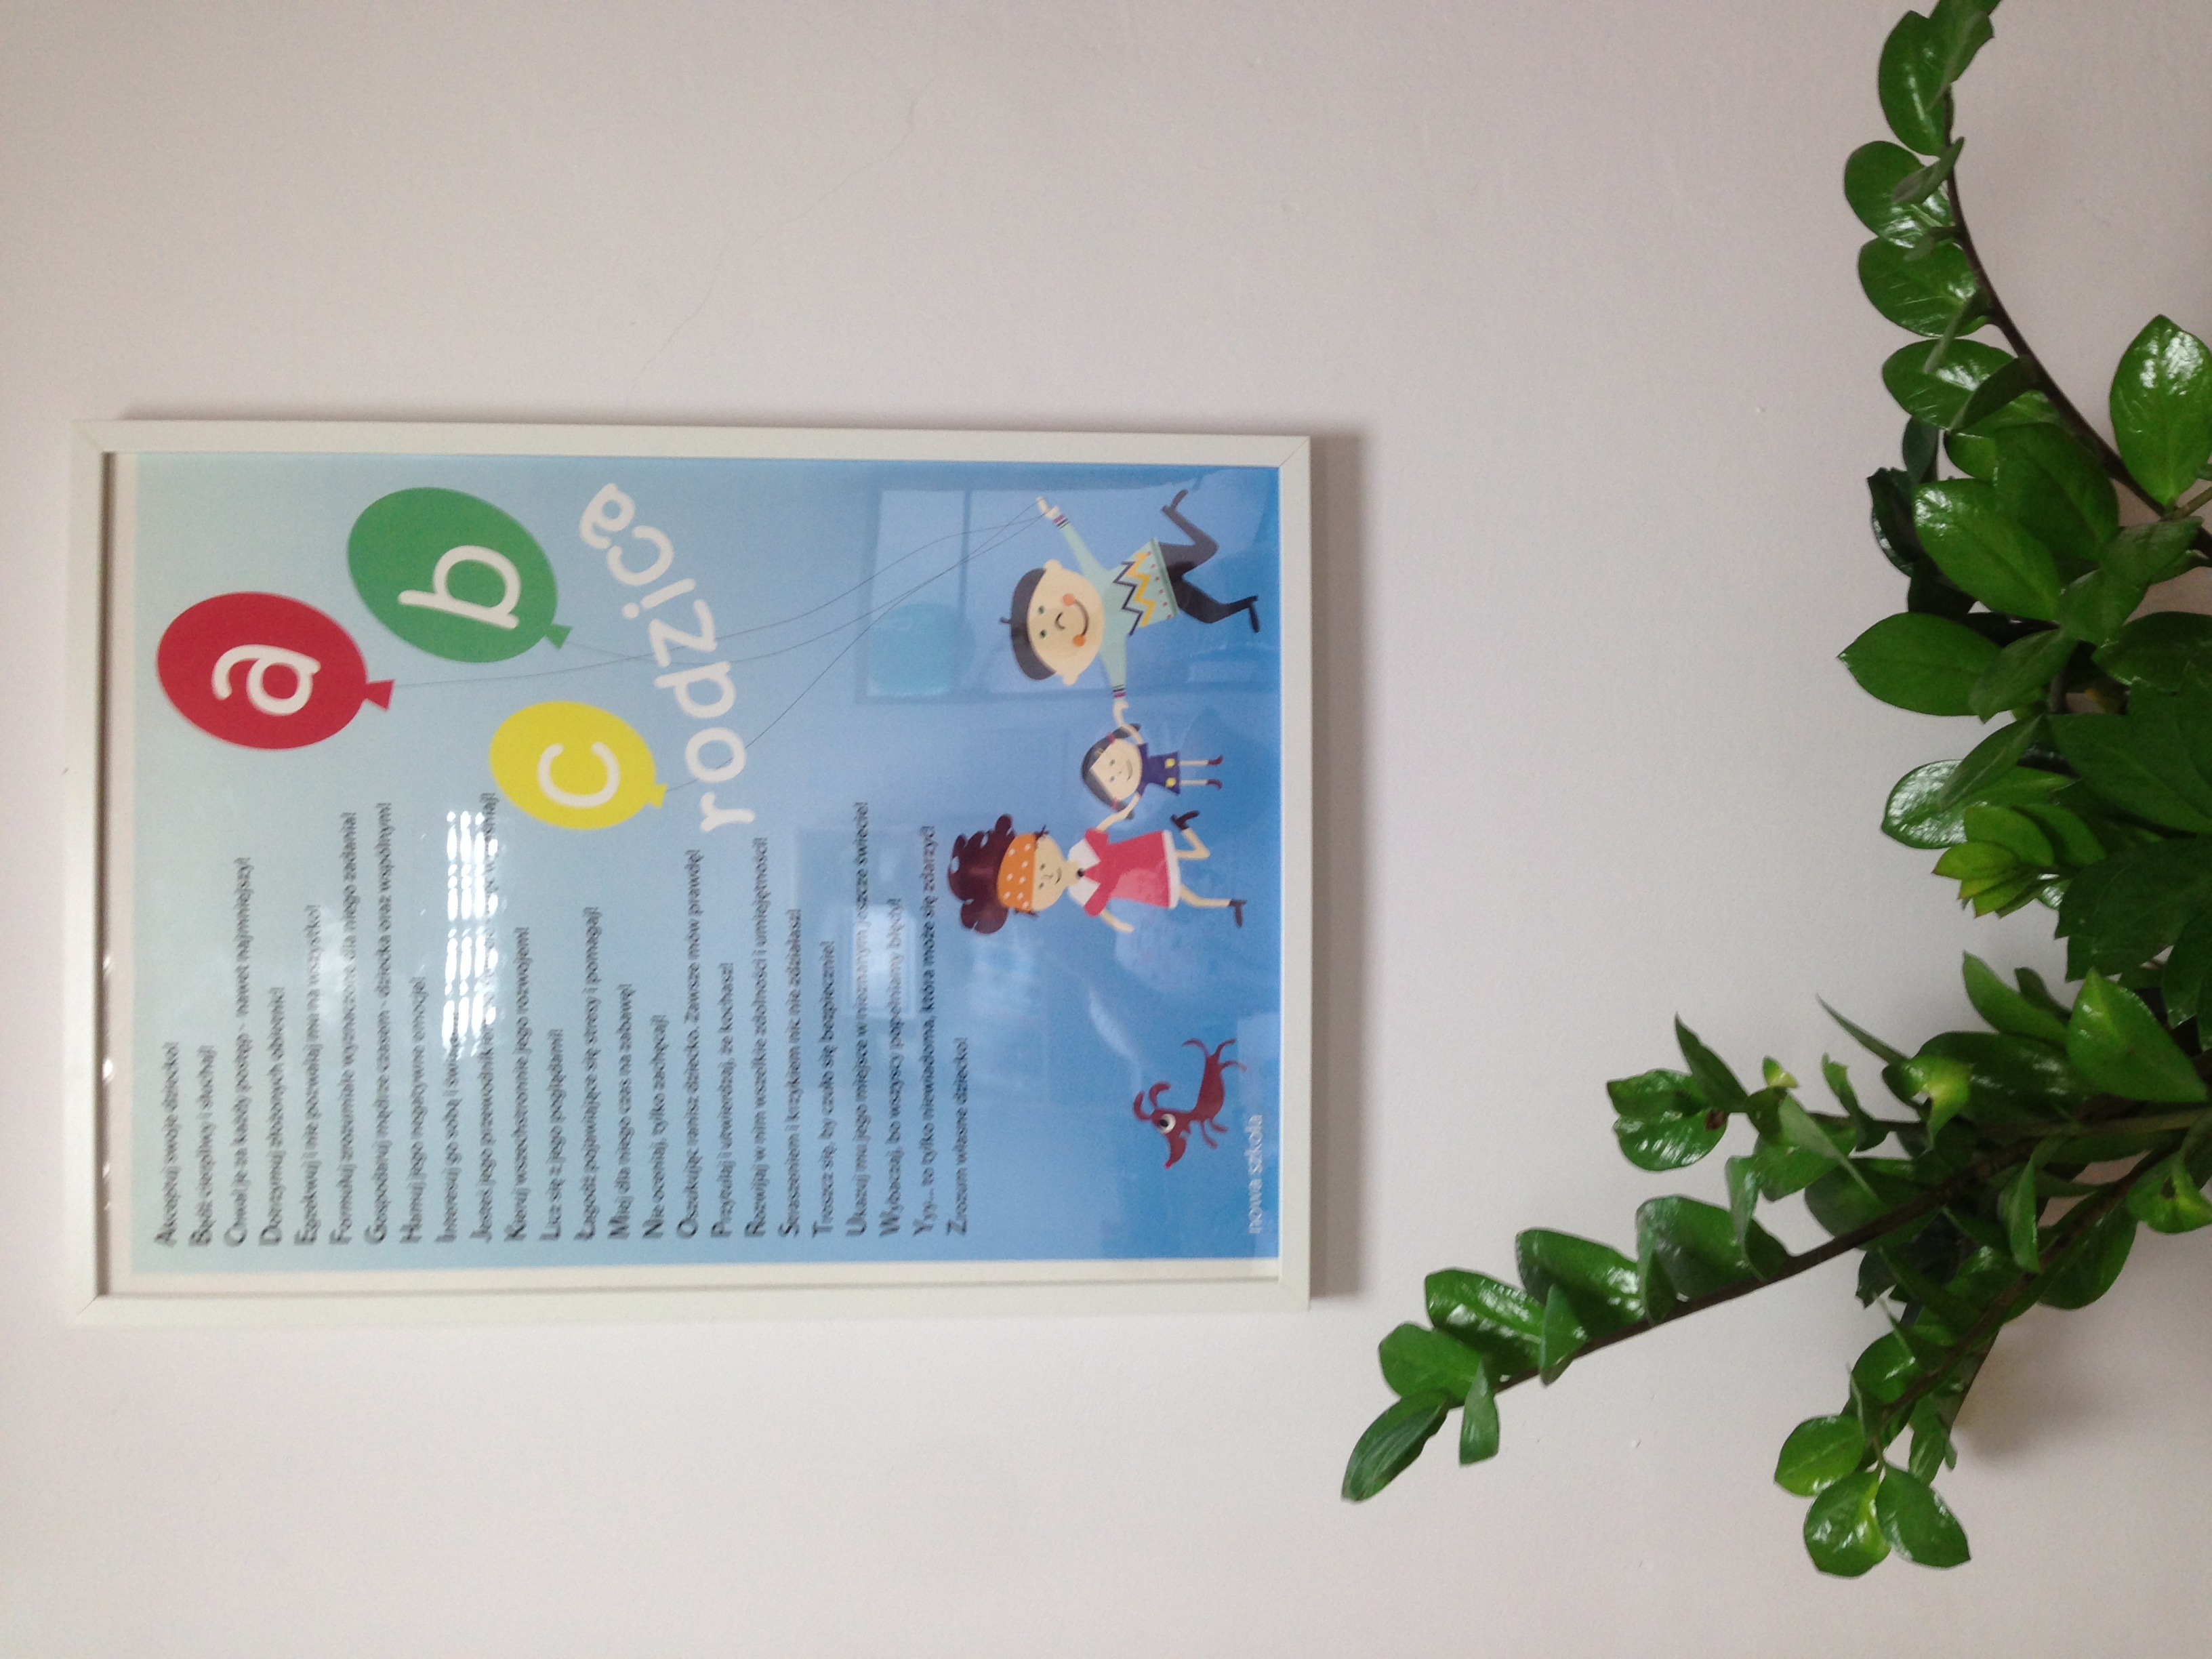 Akceptuj swoje dziecko!
Bądź cierpliwy i słuchaj!
Chwal je za każdy postęp - nawet najmniejszy!
Dotrzymuj złożonych obietnic!
Egzekwuj i nie pozwalaj mu na wszystko!
Formułuj zrozumiale wyznaczone dla niego zadania!
Gospodaruj mądrze czasem - dziecka oraz wspólnym!
Hamuj jego negatywne emocje!
Interesuj go sobą i światem!
Jesteś jego przewodnikiem po świecie - więc wyjaśniaj!
Kieruj wszechstronnie jego rozwojem!
Licz się z jego poglądami!
Łagodź pojawiające się stresy i pomagaj!
Miej dla niego czas na zabawę!
Nie oceniaj, tylko zachęcaj!
Oszukując ranisz dziecko. Zawsze mów prawdę!
Przytulaj i utwierdzaj, że kochasz!
Rozwijaj w nim wszelkie zdolności i umiejętności!
Straszeniem i krzykiem nic nie zdziałasz!
Troszcz się, by czuło się bezpiecznie!
Ukazuj mu jego miejsce w nieznanym jeszcze świecie!
Wybaczaj, bo wszyscy popełniamy błędy!
Yyy... to tylko niewiadoma, która może się zdarzyć!
Zrozum własne dziecko!
a
b
c
rodzica
nowa szkoła